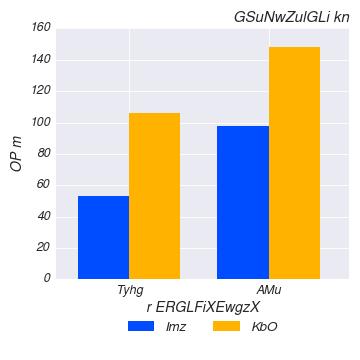 GSuNwZulGLi kn
160
140
120
100
80
60
40
20
0
OP m
Tyhg
AMu
r ERGLFiXEwgzX
Imz
KbO